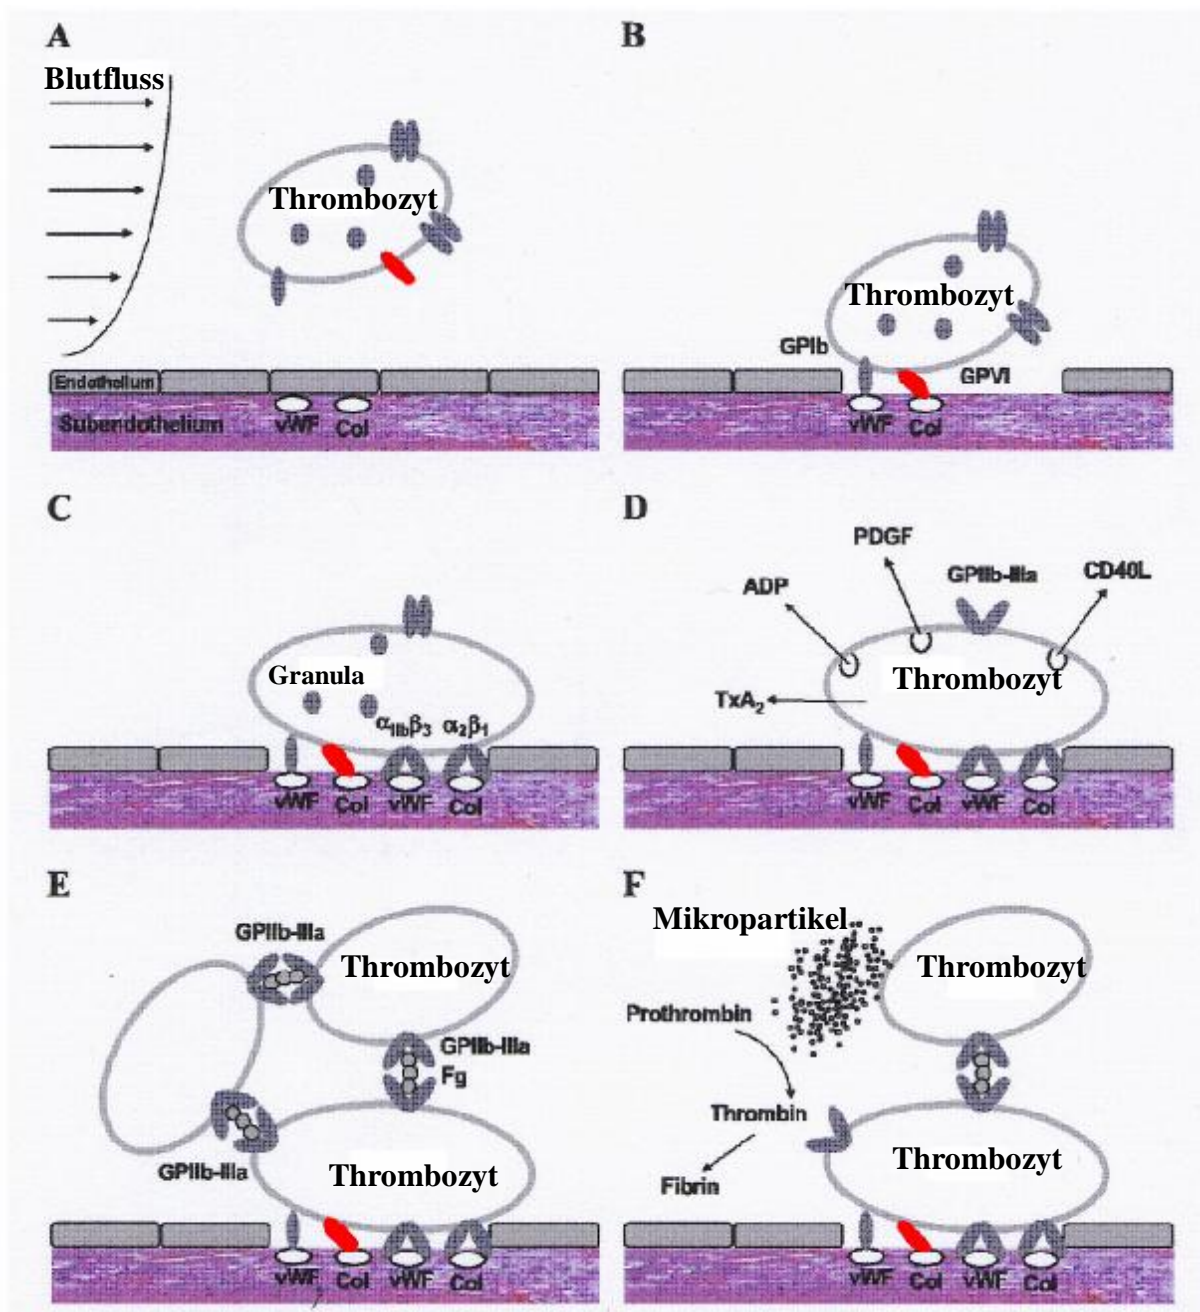 A
Blutfluss
Thrombozyt
Endothelium
Subendothelium
vWF
Col
B
Thrombozyt
GPIb
GPVI
vWF
Col
C
Granula
αIIbβ3
α2β1
vWF
Col
vWF
Col
D
PDGF
ADP
GPIIb-IIIa
CD40L
Thrombozyt
TxA2
vWF
Col
vWF
Col
E
GPIIb-IIIa
Thrombozyt
GPIIb-IIIa
Fg
GPIIb-IIIa
Thrombozyt
vWF
Col
vWF
Col
F
Mikropartikel
Thrombozyt
Prothrombin
Thrombin
Thrombozyt
Fibrin
vWF
Col
vWF
Col